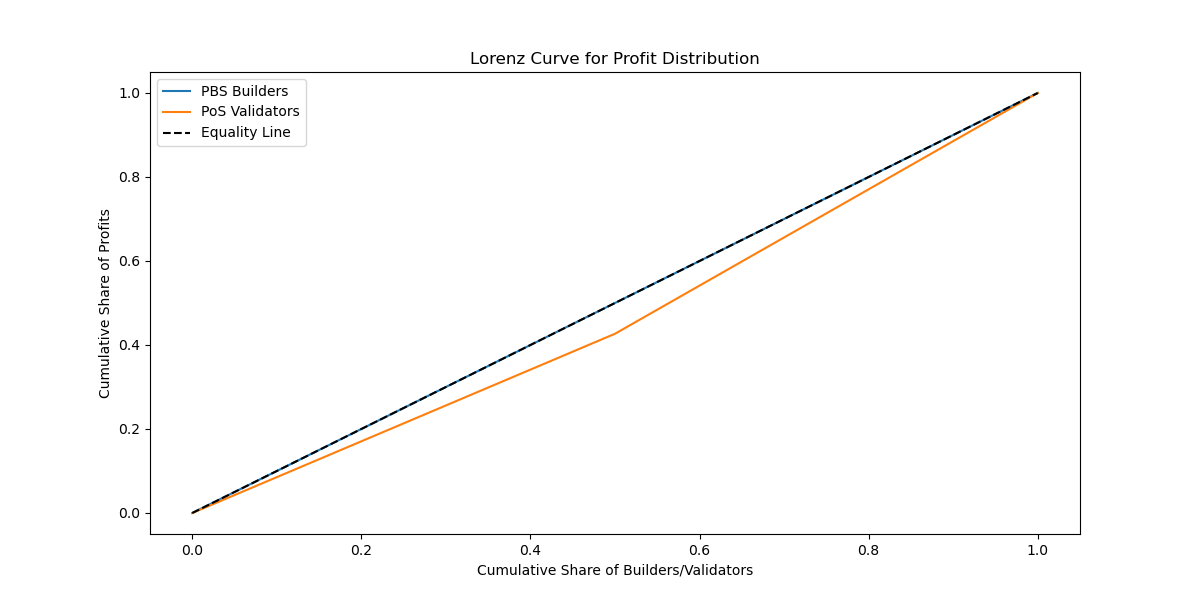 Lorenz Curve for Profit Distribution
PBS Builders
PoS Validators
Equality Line
Cumulative Share of Profits
1.0
0.8
0.6
0.4
0.2
0.0
0.0 0.2 0.4 0.6 0.8 1.0
Cumulative Share of Builders/Validators